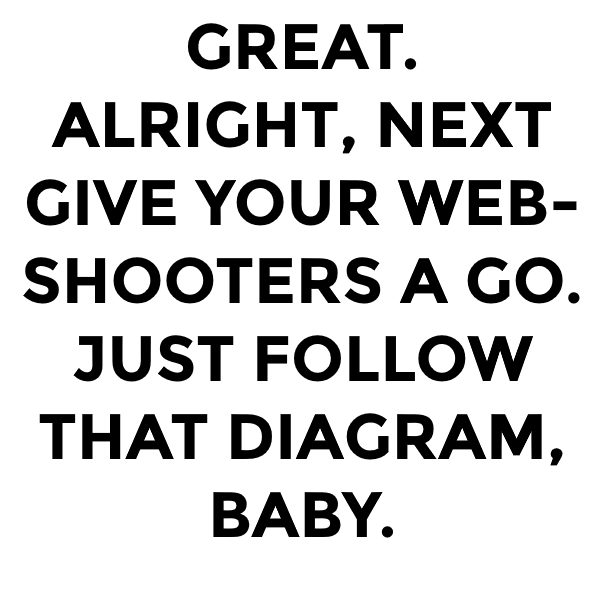 GREAT.
ALRIGHT, NEXT
GIVE YOUR WEB-
SHOOTERS A GO.
JUST FOLLOW
THAT DIAGRAM,
BABY.